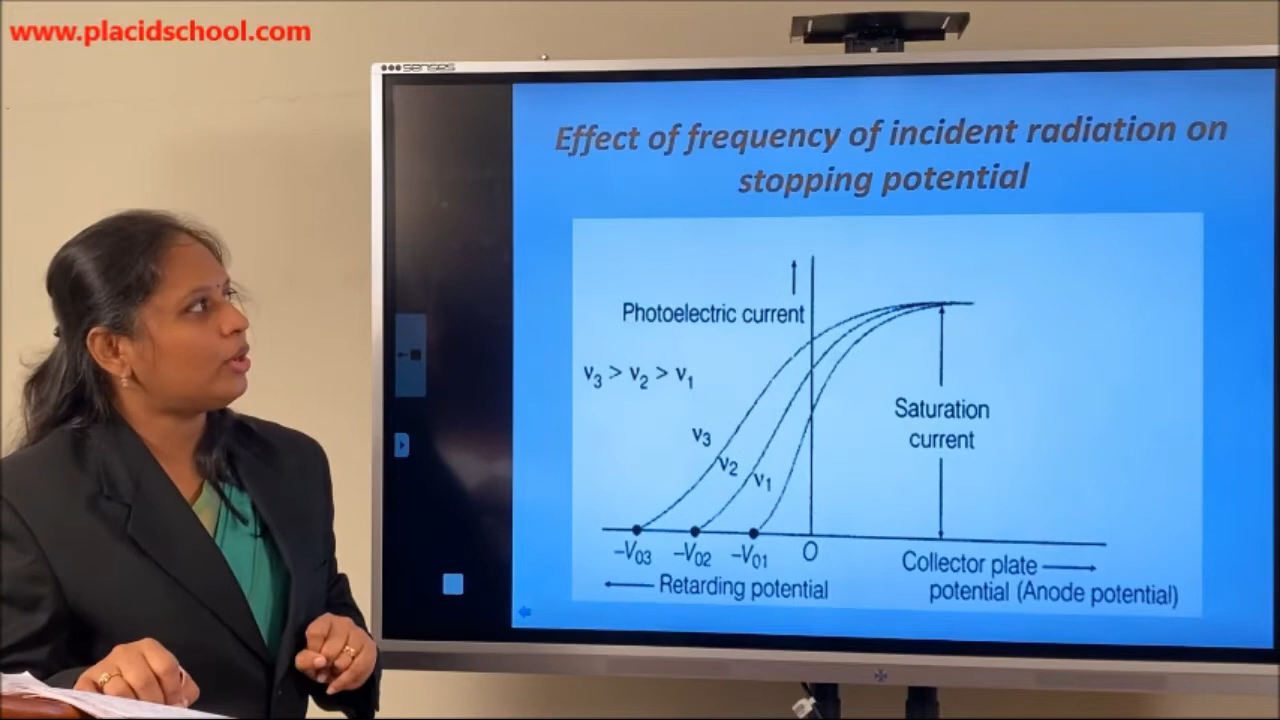 www.placidschool.com
senses
Effect of frequency of incident radiation on
stopping potential
Photoelectric current
ν₃ > ν₂ > ν₁
ν₃
ν₂
ν₁
Saturation
current
–V₀₃ –V₀₂ –V₀₁ O
Retarding potential
Collector plate
potential (Anode potential)